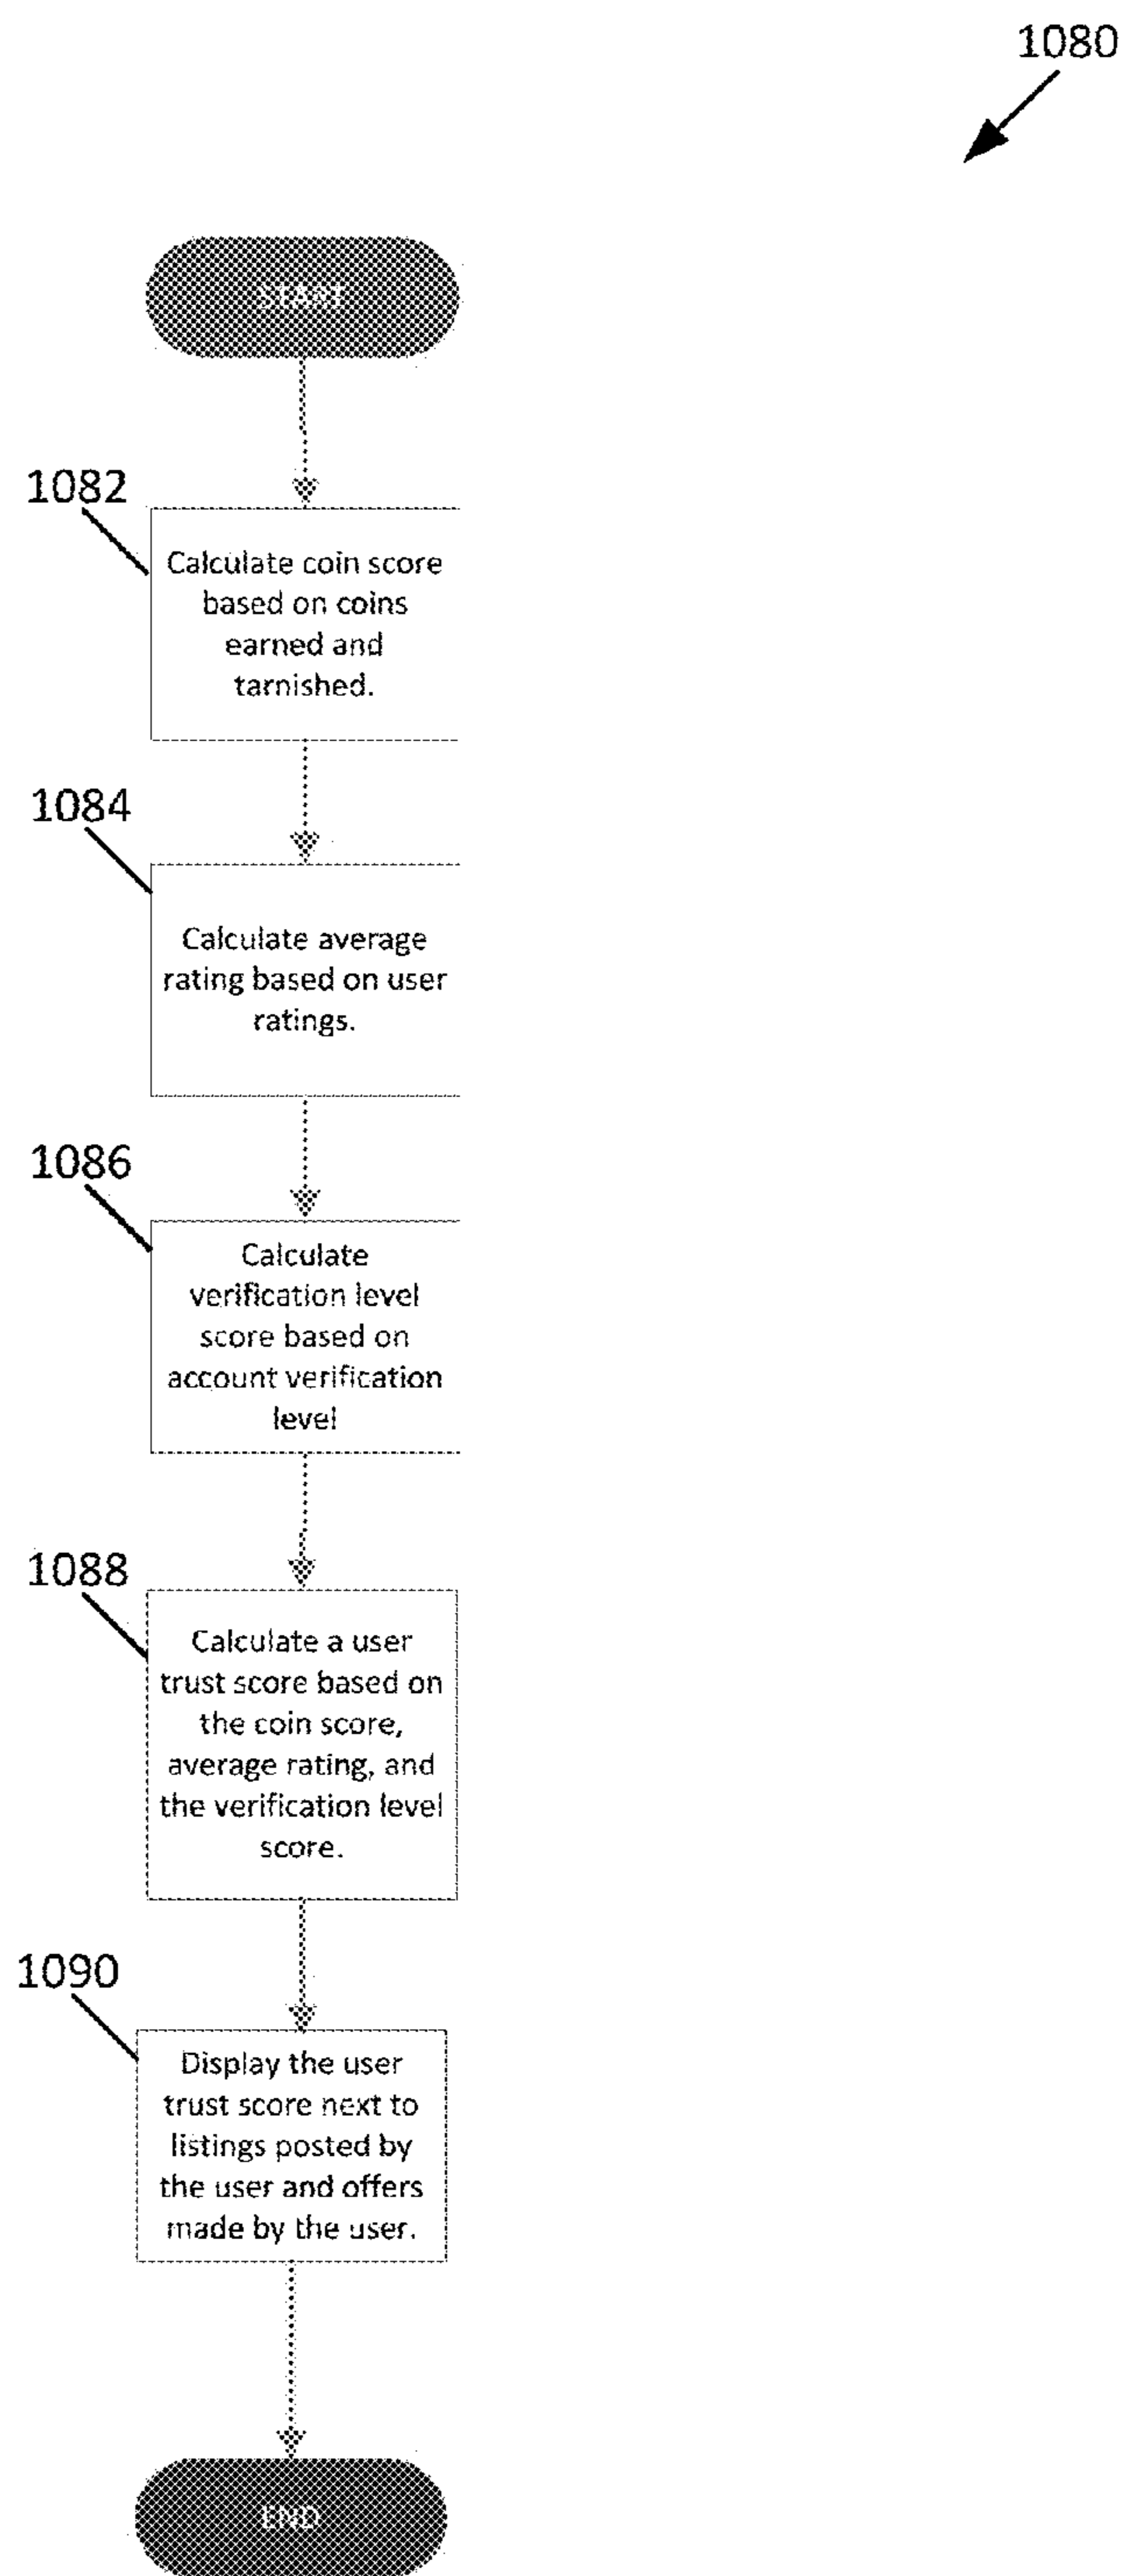 1080
START
1082
Calculate coin score
based on coins
earned and
tarnished.
1084
Calculate average
rating based on user
ratings.
1086
Calculate
verification level
score based on
account verification
level
1088
Calculate a user
trust score based on
the coin score,
average rating, and
the verification level
score.
1090
Display the user
trust score next to
listings posted by
the user and offers
made by the user.
END